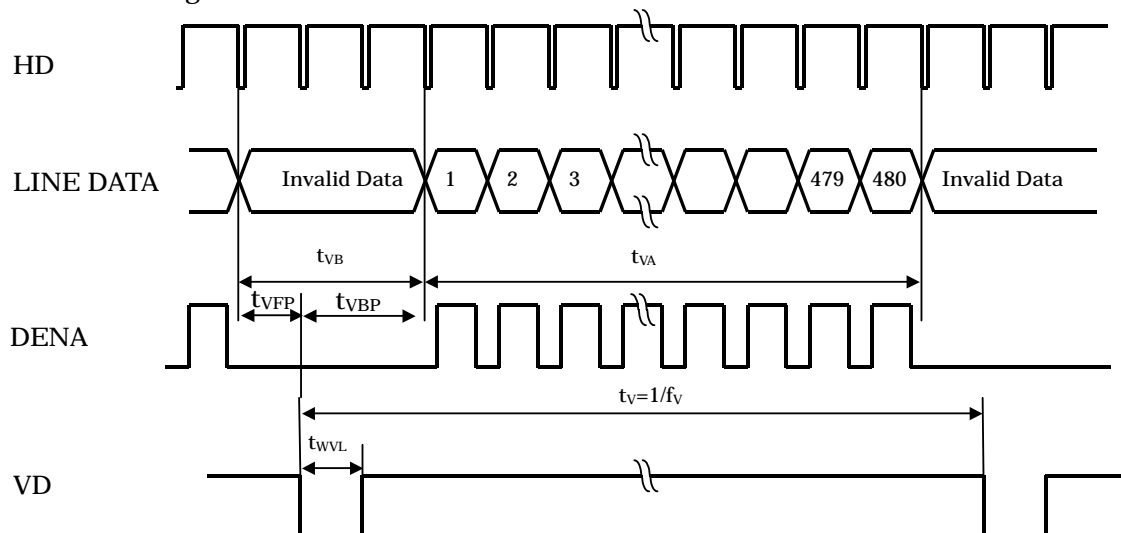 HD
LINE DATA
Invalid Data 1 2 3 479 480 Invalid Data
tVB tVA
tVFP tVBP
DENA
tV=1/fV
tWVL
VD